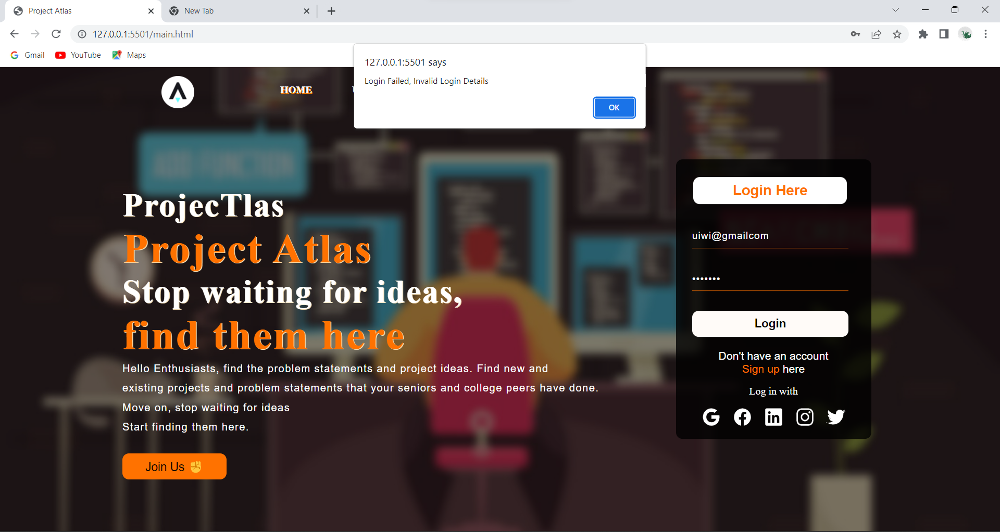 Project Atlas
New Tab
127.0.0.1:5501/main.html
Gmail
YouTube
Maps
127.0.0.1:5501 says
Login Failed, Invalid Login Details
OK
HOME
ADD FUNCTION
ProjecTlas
Project Atlas
Stop waiting for ideas,
find them here
Hello Enthusiasts, find the problem statements and project ideas. Find new and
existing projects and problem statements that your seniors and college peers have done.
Move on, stop waiting for ideas
Start finding them here.
Join Us ✊
Login Here
uiwi@gmailcom
•••••••
Login
Don't have an account
Sign up here
Log in with